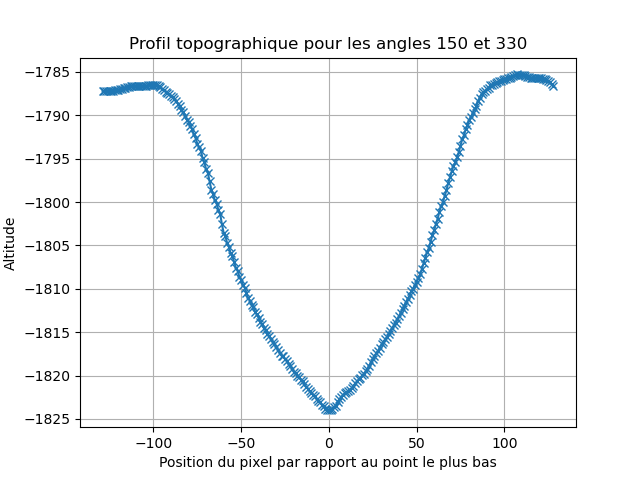 Profil topographique pour les angles 150 et 330
Altitude
−1785
−1790
−1795
−1800
−1805
−1810
−1815
−1820
−1825
−100 −50 0 50 100
Position du pixel par rapport au point le plus bas